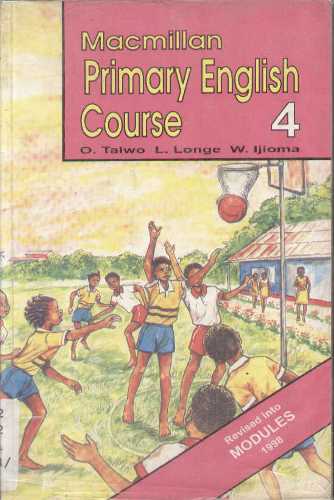 Macmillan
Primary English
Course 4
O. Taiwo L. Longe W. Ijioma
Revised into
MODULES
1998